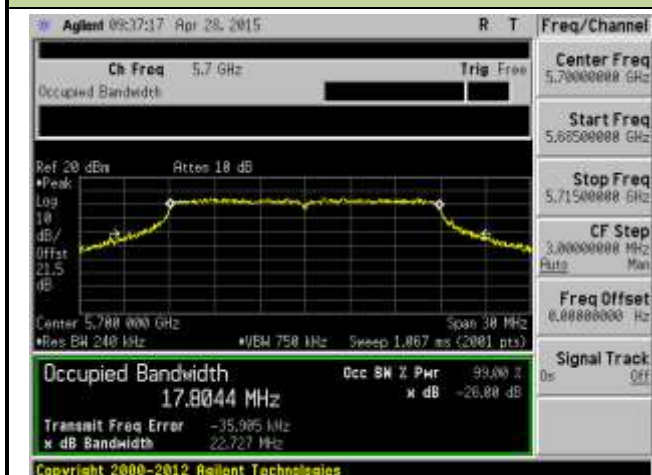 Agilent 09:37:17 Apr 28, 2015 R T
Freq/Channel
Ch Freq 5.7 GHz Trig Free
Occupied Bandwidth
Center Freq
5.70000000 GHz
Start Freq
5.68500000 GHz
Stop Freq
5.71500000 GHz
CF Step
3.00000000 MHz
Auto Man
Freq Offset
0.00000000 Hz
Signal Track
On Off
Ref 20 dBm Atten 10 dB
•Peak
Log
10
dB/
Offst
21.5
dB
Center 5.700 000 GHz Span 30 MHz
•Res BW 240 kHz •VBW 750 kHz Sweep 1.067 ms (2001 pts)
Occupied Bandwidth
17.8044 MHz
Occ BW % Pwr 99.00 %
x dB -26.00 dB
Transmit Freq Error -35.905 kHz
x dB Bandwidth 22.727 MHz
Copyright 2000-2012 Agilent Technologies